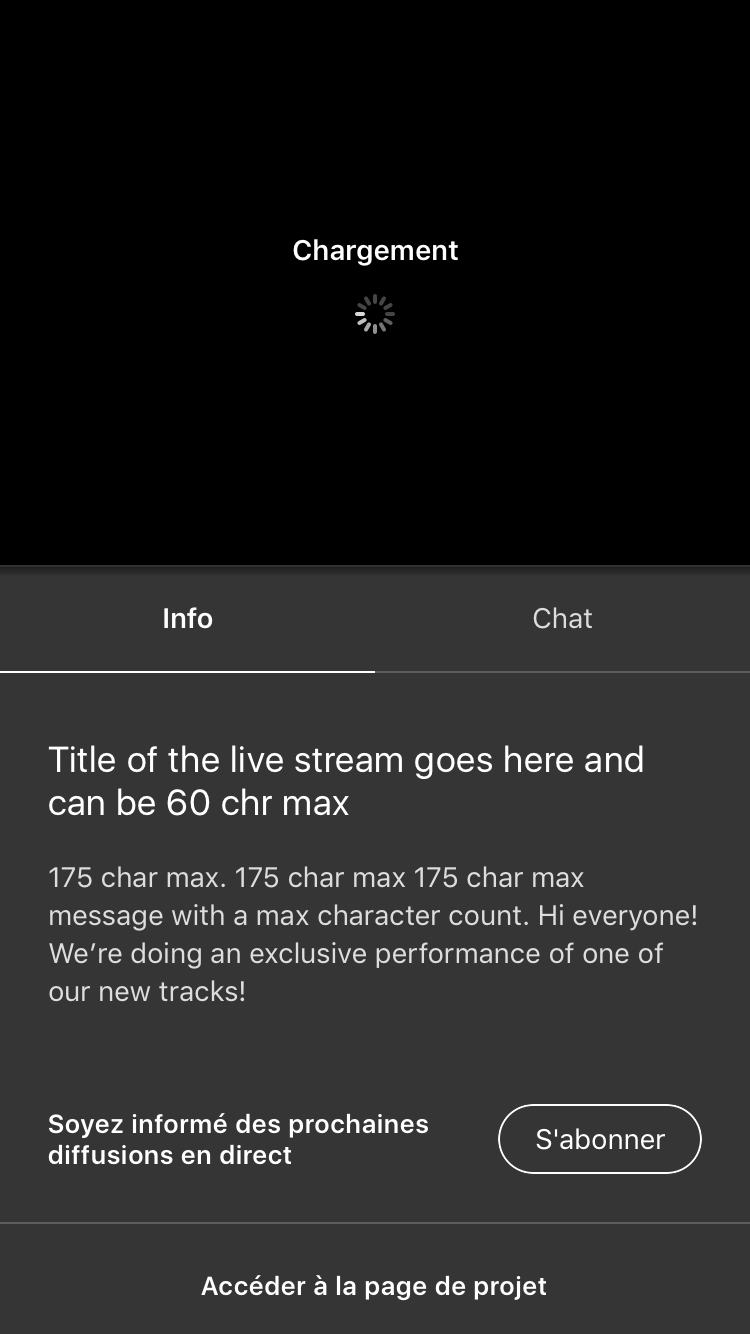 Chargement
Info
Chat
Title of the live stream goes here and
can be 60 chr max
175 char max. 175 char max 175 char max
message with a max character count. Hi everyone!
We’re doing an exclusive performance of one of
our new tracks!
Soyez informé des prochaines
diffusions en direct
S'abonner
Accéder à la page de projet